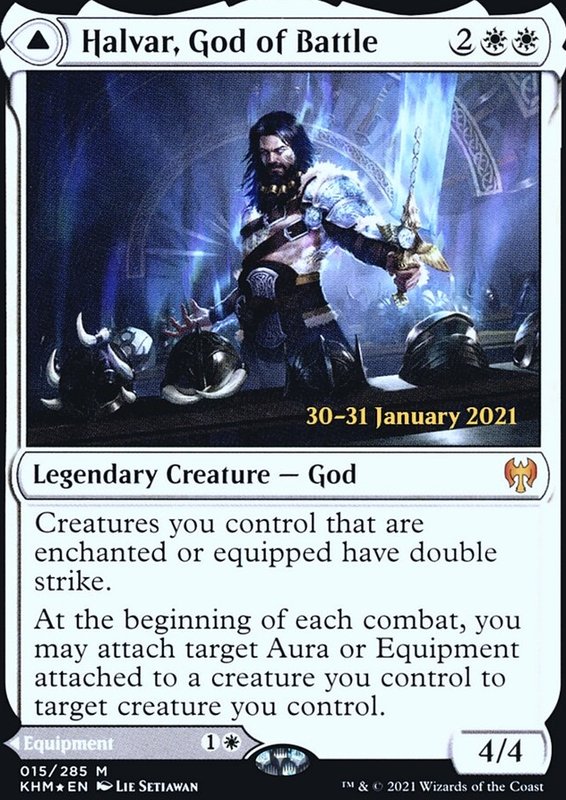 Halvar, God of Battle 2
30–31 January 2021
Legendary Creature — God
Creatures you control that are
enchanted or equipped have double
strike.
At the beginning of each combat, you
may attach target Aura or Equipment
attached to a creature you control to
target creature you control.
Equipment 1
4/4
015/285 M
KHM★EN Lie Setiawan
™ & © 2021 Wizards of the Coast